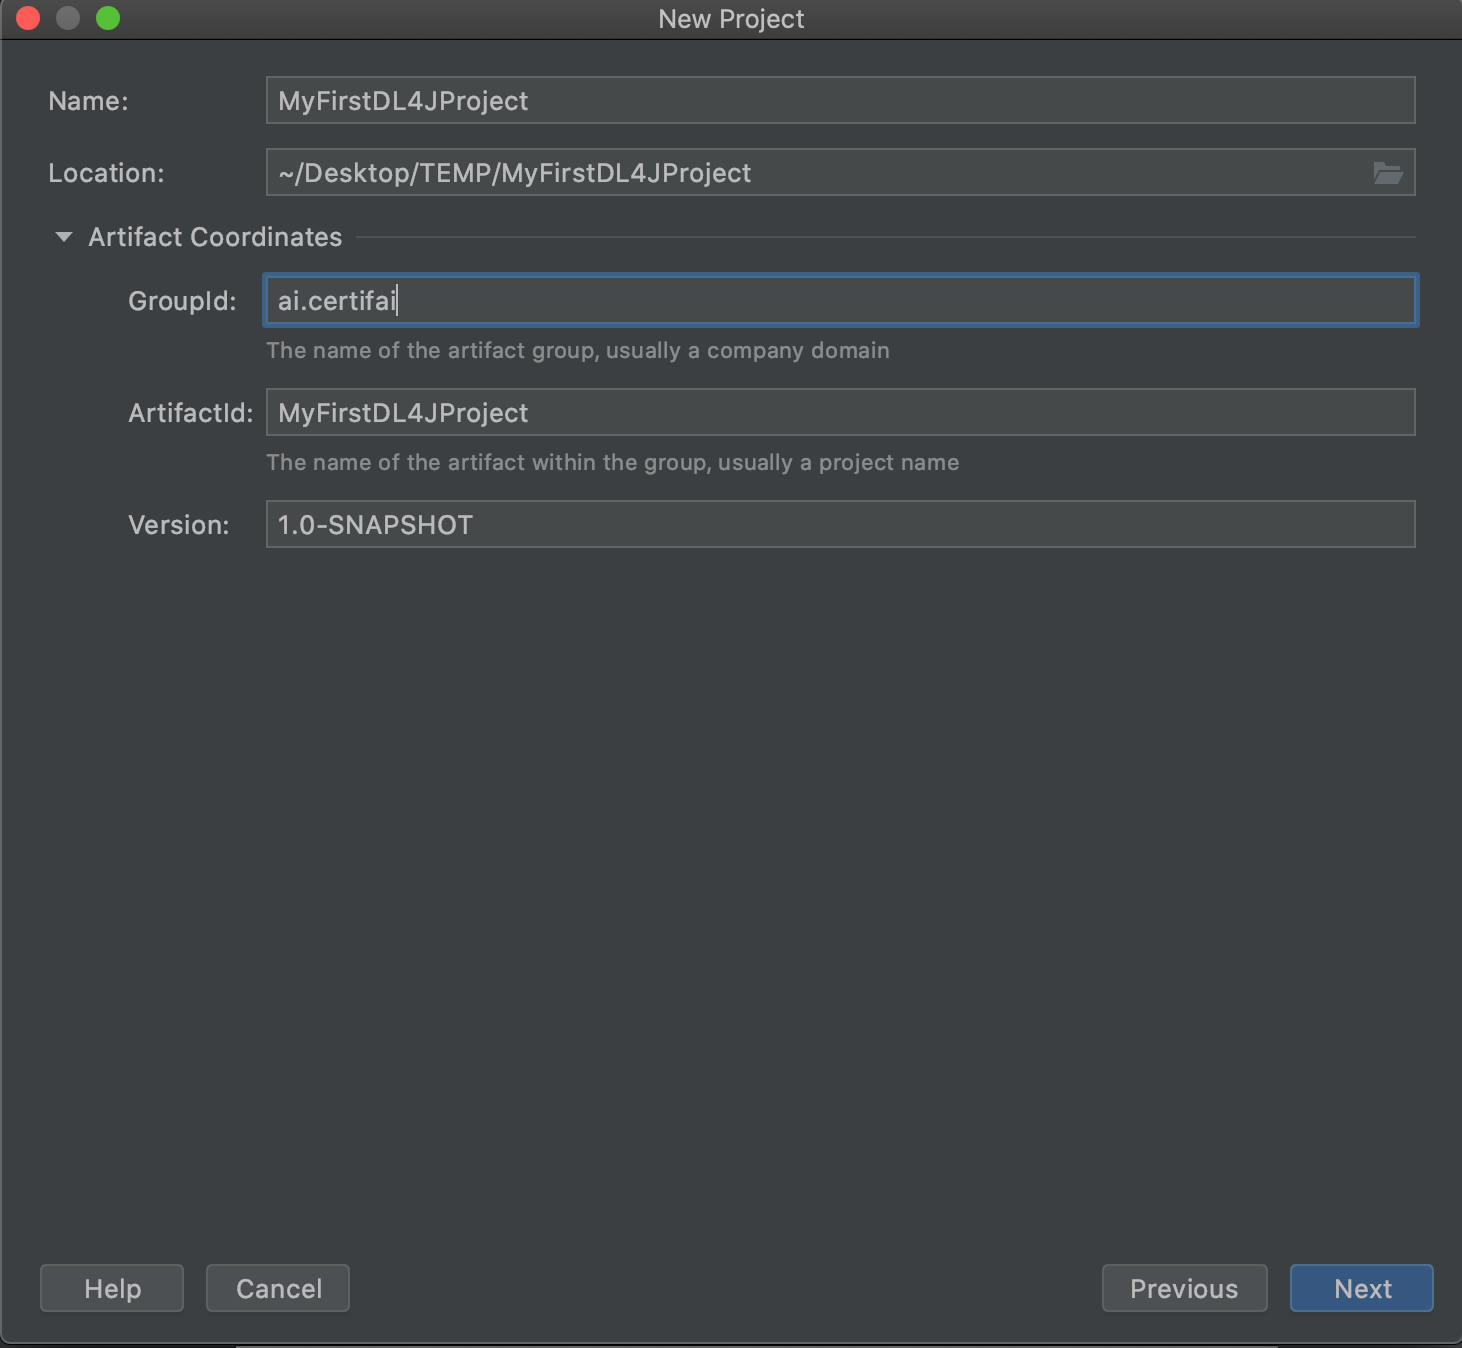 New Project
Name: MyFirstDL4JProject
Location: ~/Desktop/TEMP/MyFirstDL4JProject
Artifact Coordinates
GroupId: ai.certifai
The name of the artifact group, usually a company domain
ArtifactId: MyFirstDL4JProject
The name of the artifact within the group, usually a project name
Version: 1.0-SNAPSHOT
Help Cancel Previous Next